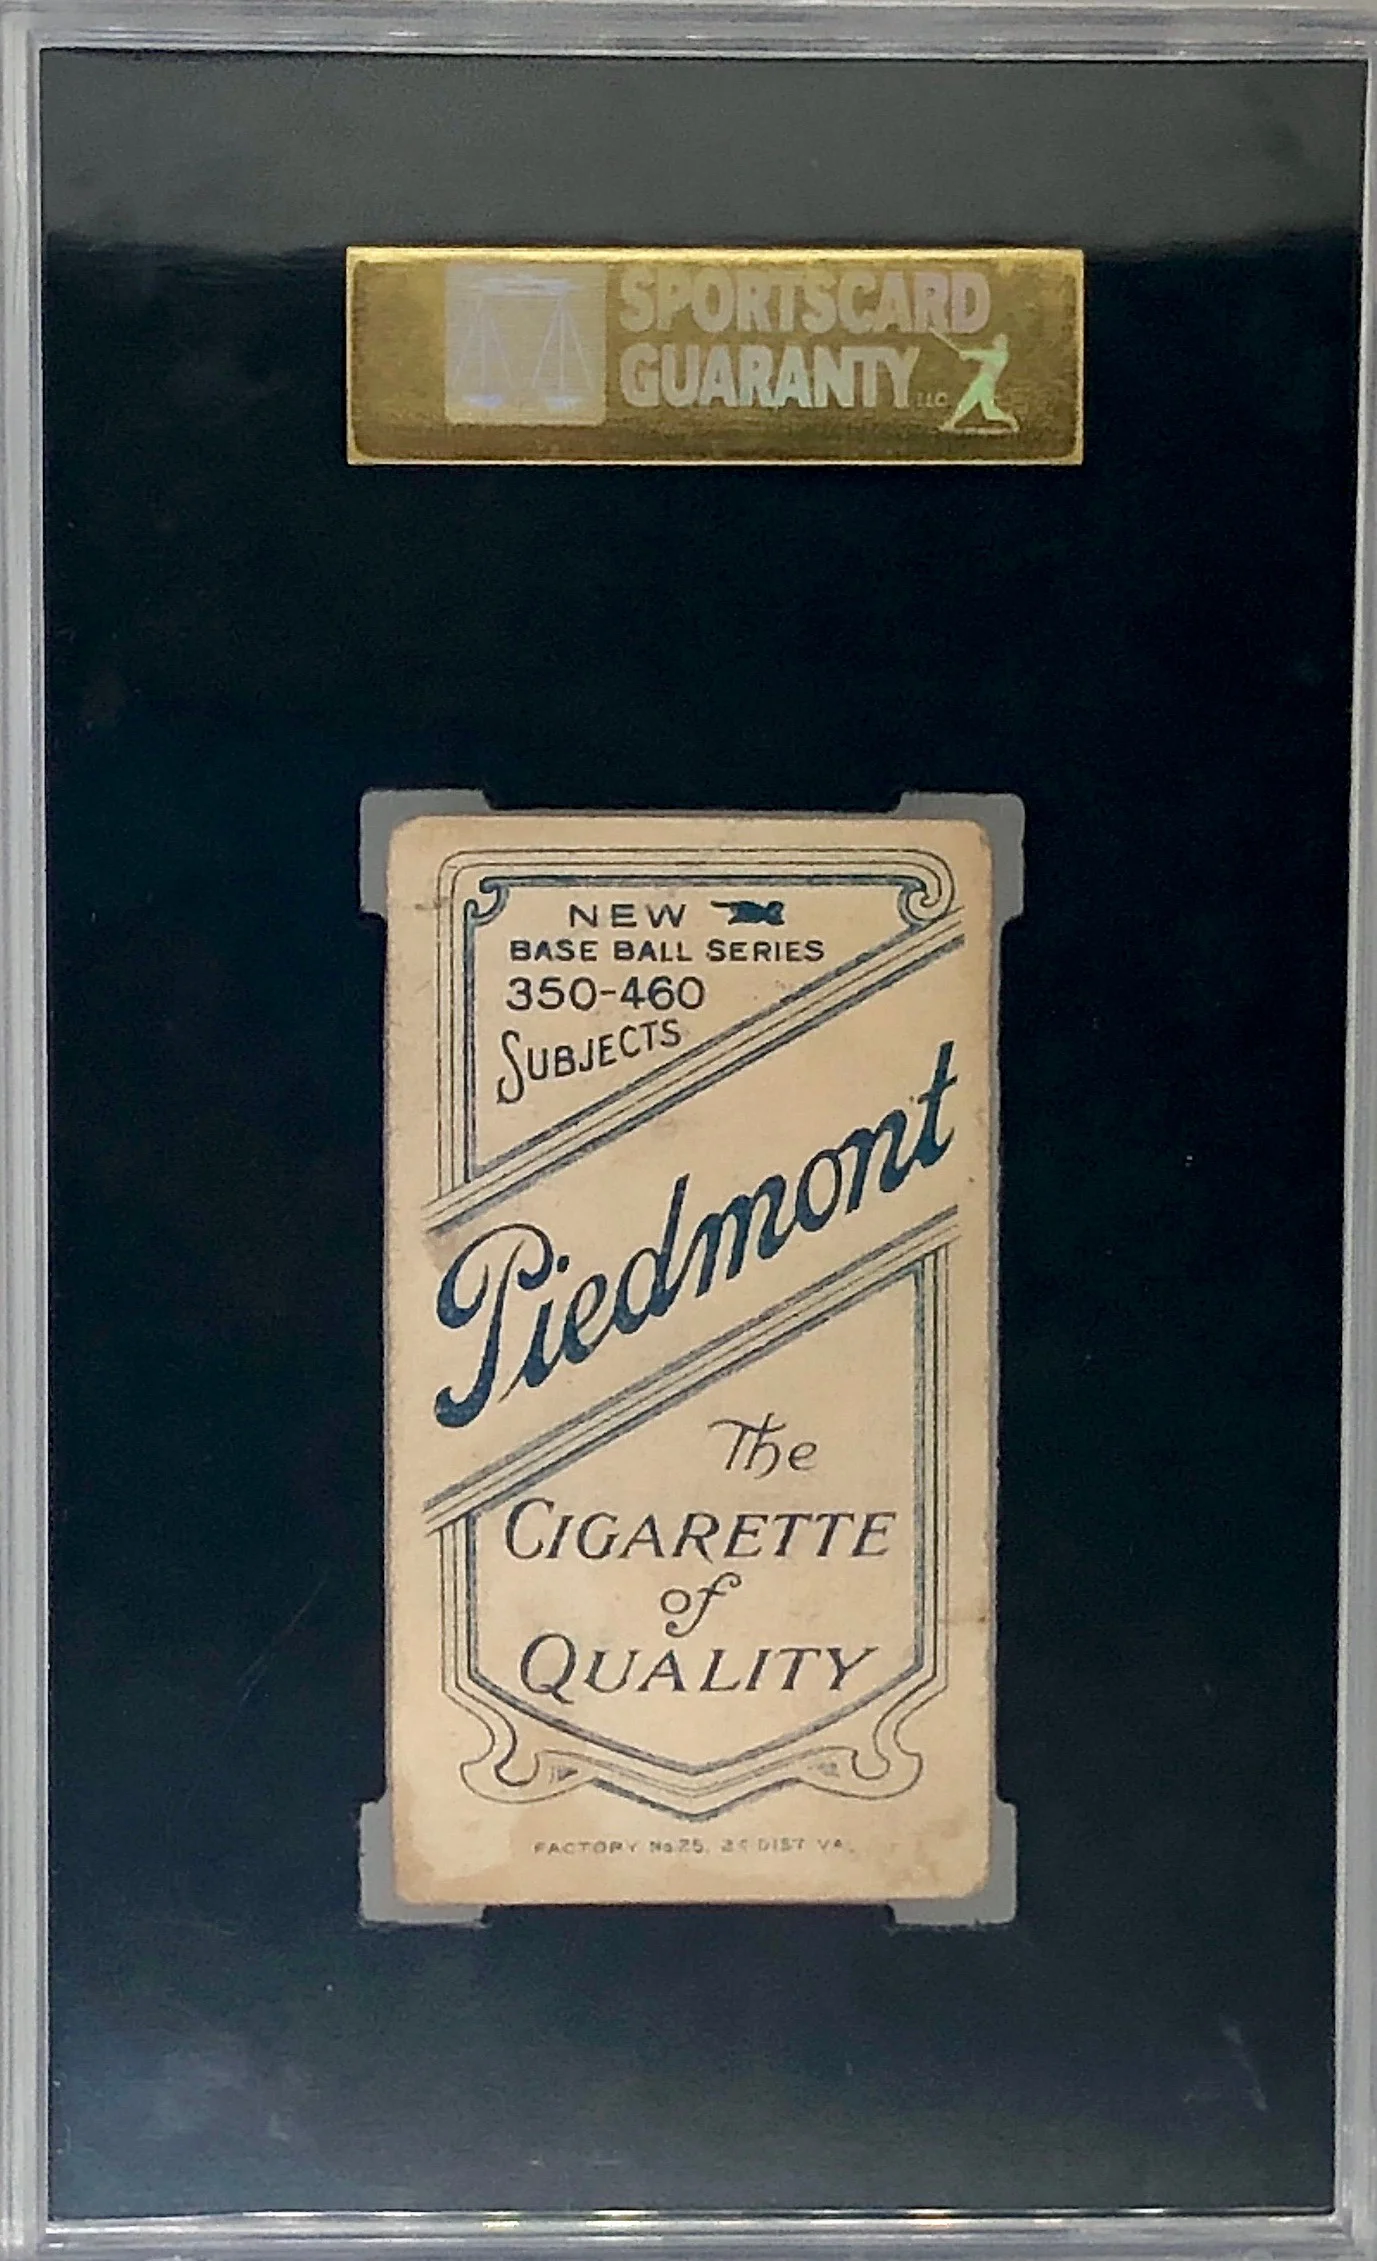 SPORTSCARD
GUARANTY LLC
NEW
BASE BALL SERIES
350-460
SUBJECTS
Piedmont
The
CIGARETTE
of
QUALITY
FACTORY No 25, 2D DIST VA.